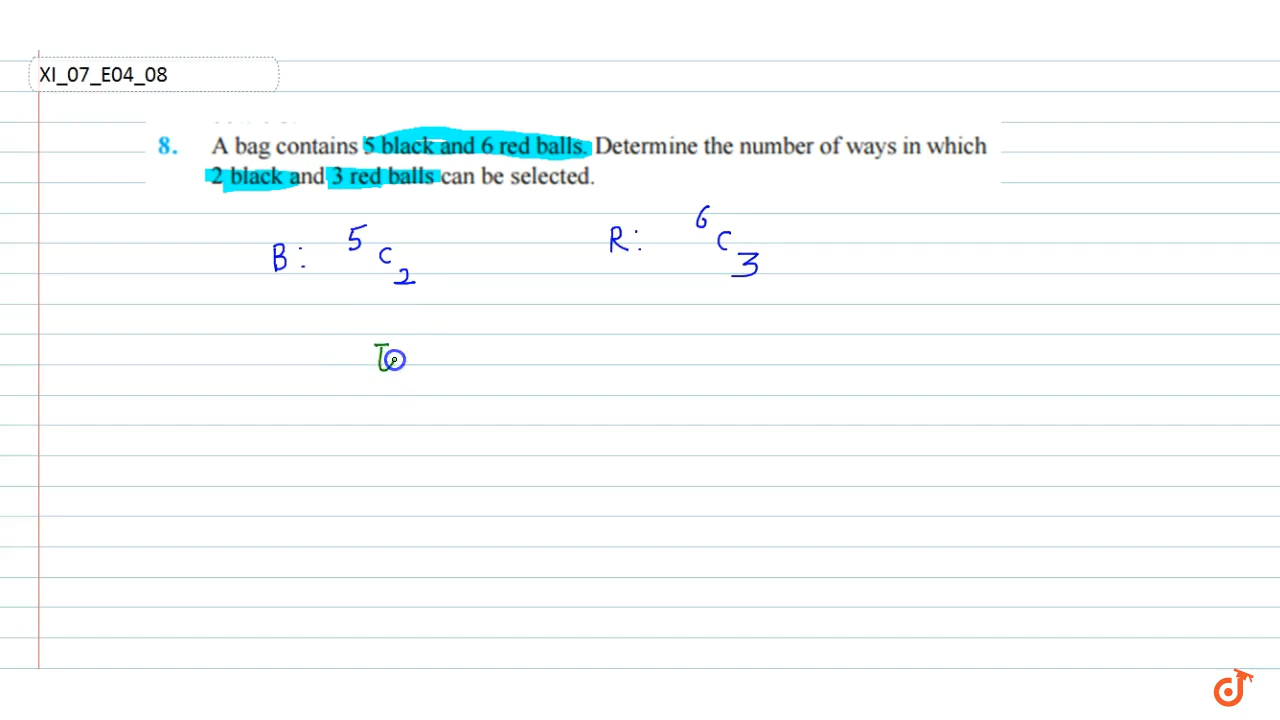 XI_07_E04_08
8. A bag contains 5 black and 6 red balls. Determine the number of ways in which
2 black and 3 red balls can be selected.
B: ⁵C₂ R: ⁶C₃